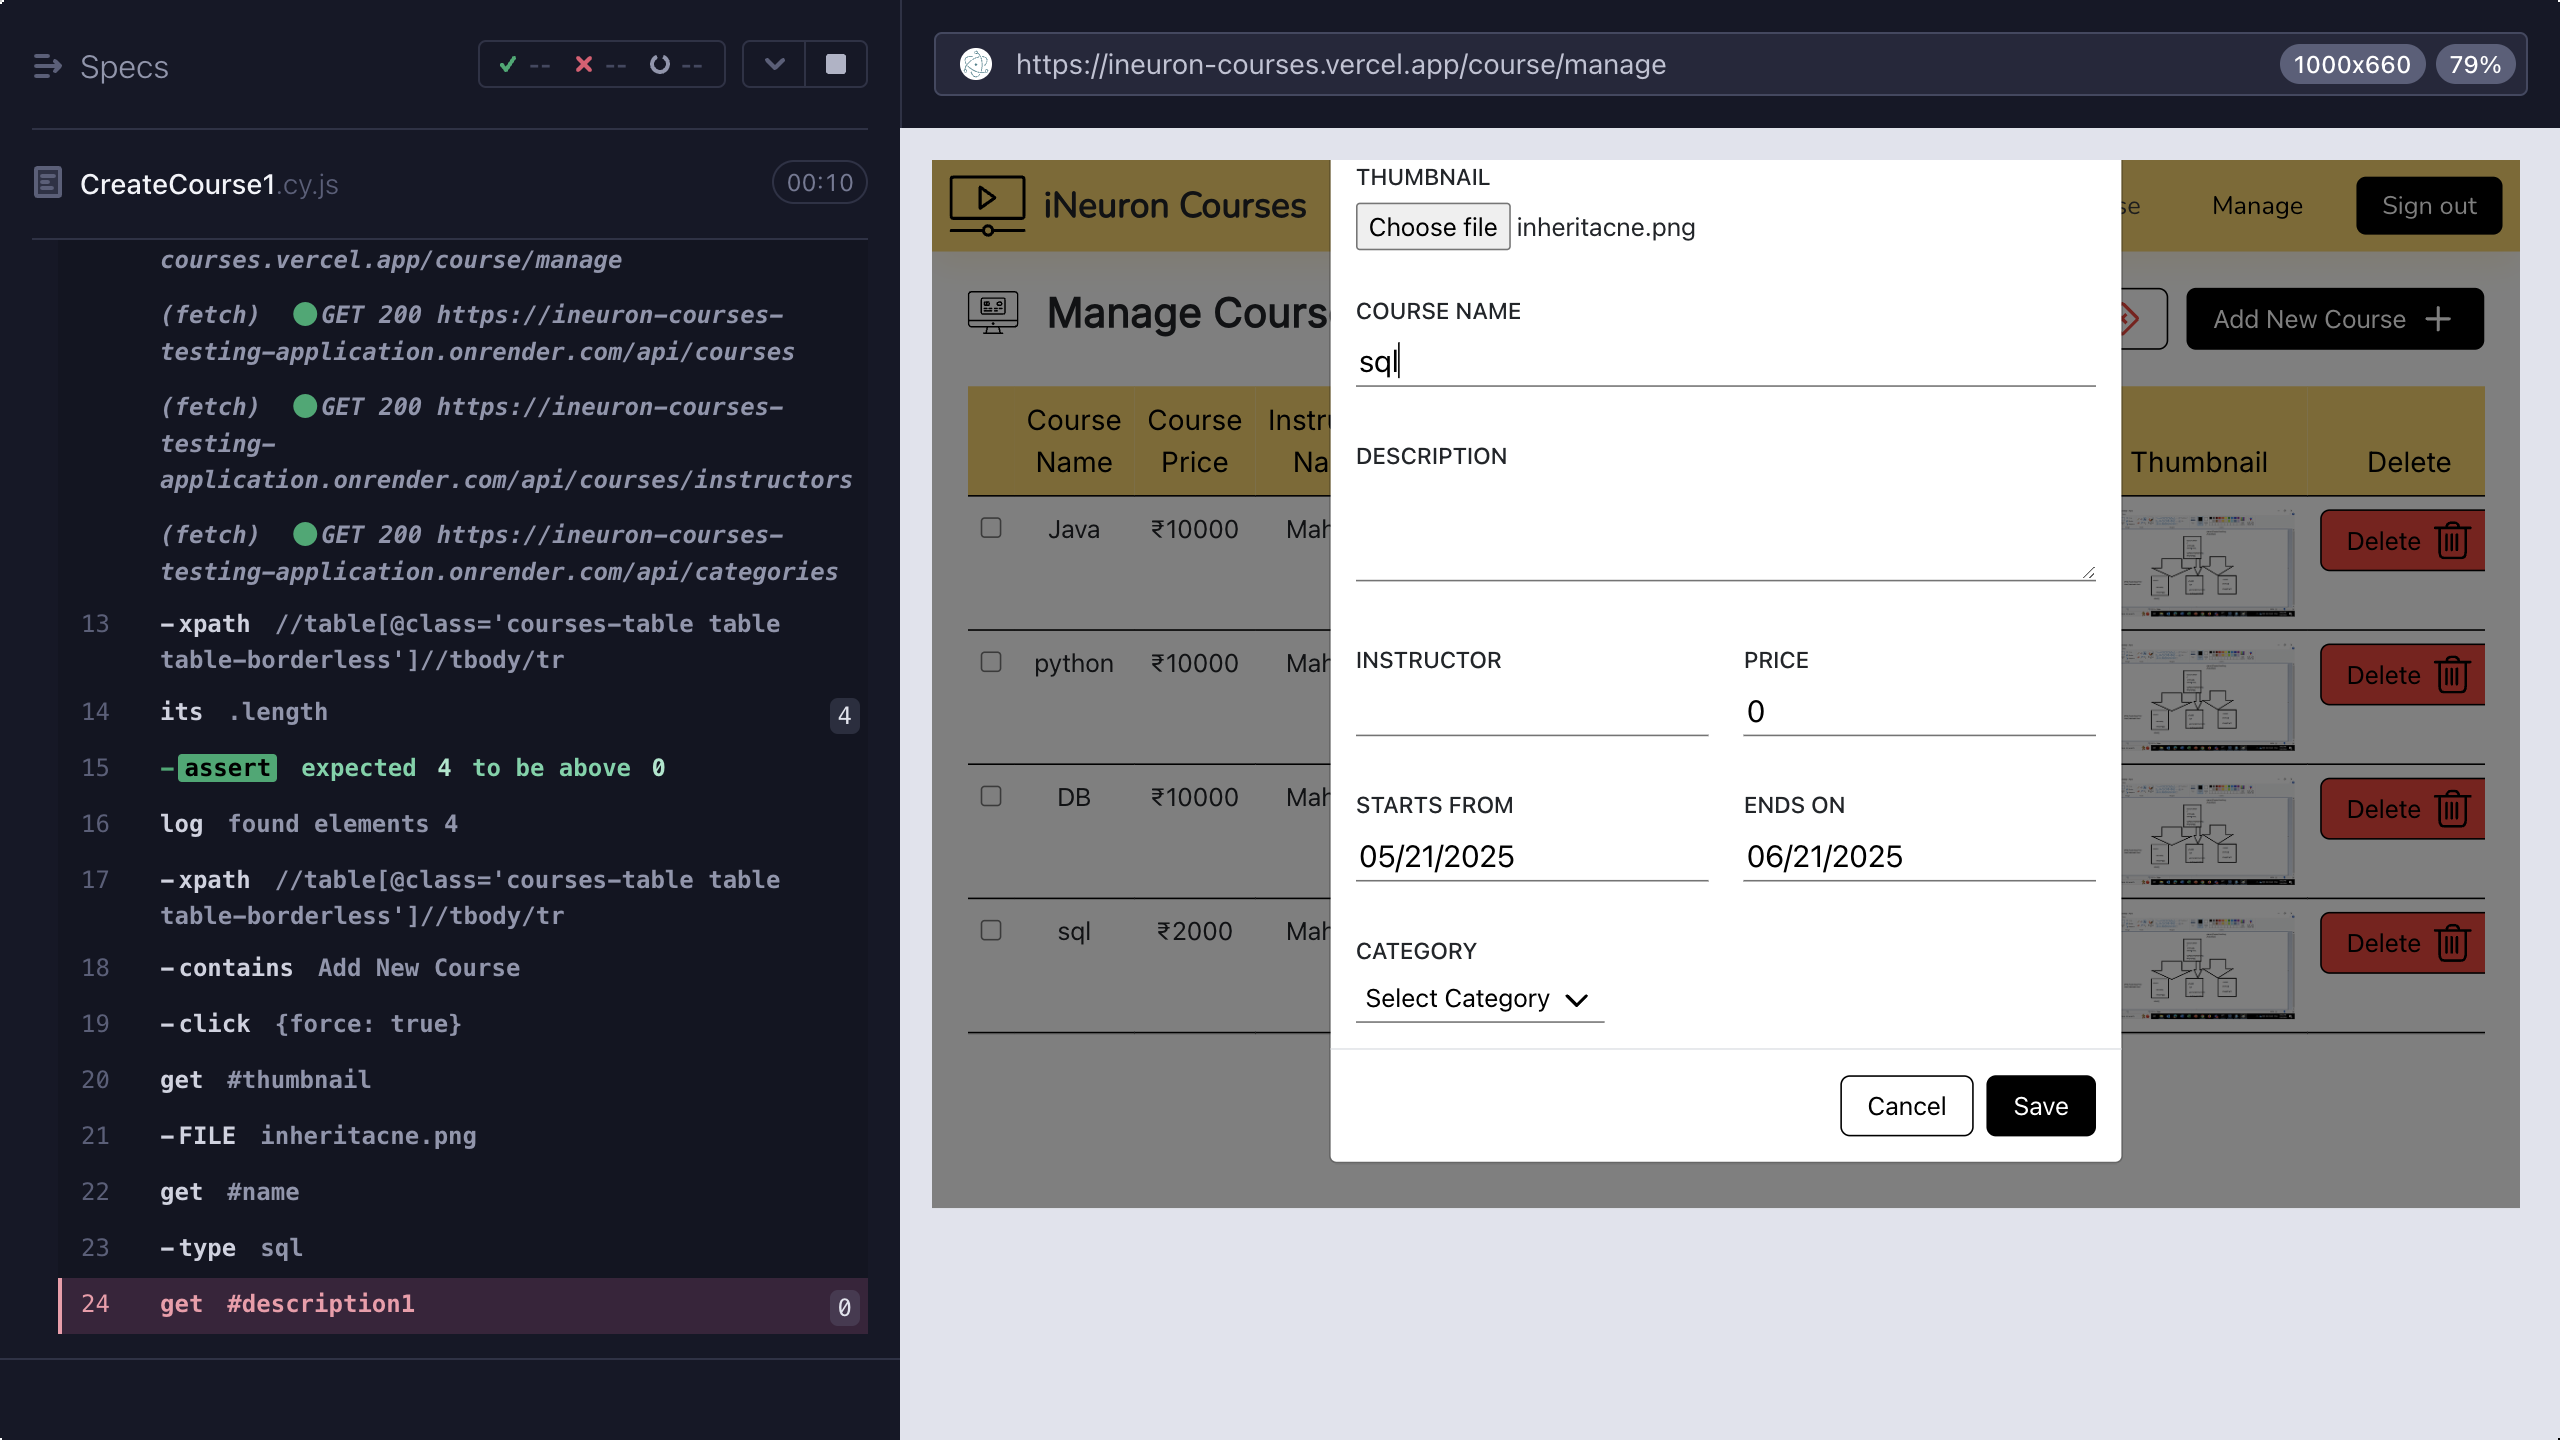 Specs
--
--
--
https://ineuron-courses.vercel.app/course/manage
1000x660
79%
CreateCourse1.cy.js
00:10
courses.vercel.app/course/manage
(fetch) GET 200 https://ineuron-courses-
testing-application.onrender.com/api/courses
(fetch) GET 200 https://ineuron-courses-
testing-
application.onrender.com/api/courses/instructors
(fetch) GET 200 https://ineuron-courses-
testing-application.onrender.com/api/categories
13 -xpath //table[@class='courses-table table
table-borderless']//tbody/tr
14 its .length 4
15 -assert expected 4 to be above 0
16 log found elements 4
17 -xpath //table[@class='courses-table table
table-borderless']//tbody/tr
18 -contains Add New Course
19 -click {force: true}
20 get #thumbnail
21 -FILE inheritacne.png
22 get #name
23 -type sql
24 get #description1 0
iNeuron Courses
se
Manage
Sign out
Manage Cours
Add New Course
Course Name
Course Price
Instru
Na
Thumbnail
Delete
Java ₹10000 Mah
Delete
python ₹10000 Mah
Delete
DB ₹10000 Mah
Delete
sql ₹2000 Mah
Delete
THUMBNAIL
Choose file inheritacne.png
COURSE NAME
sql
DESCRIPTION
INSTRUCTOR
PRICE
0
STARTS FROM
ENDS ON
05/21/2025
06/21/2025
CATEGORY
Select Category
Cancel
Save